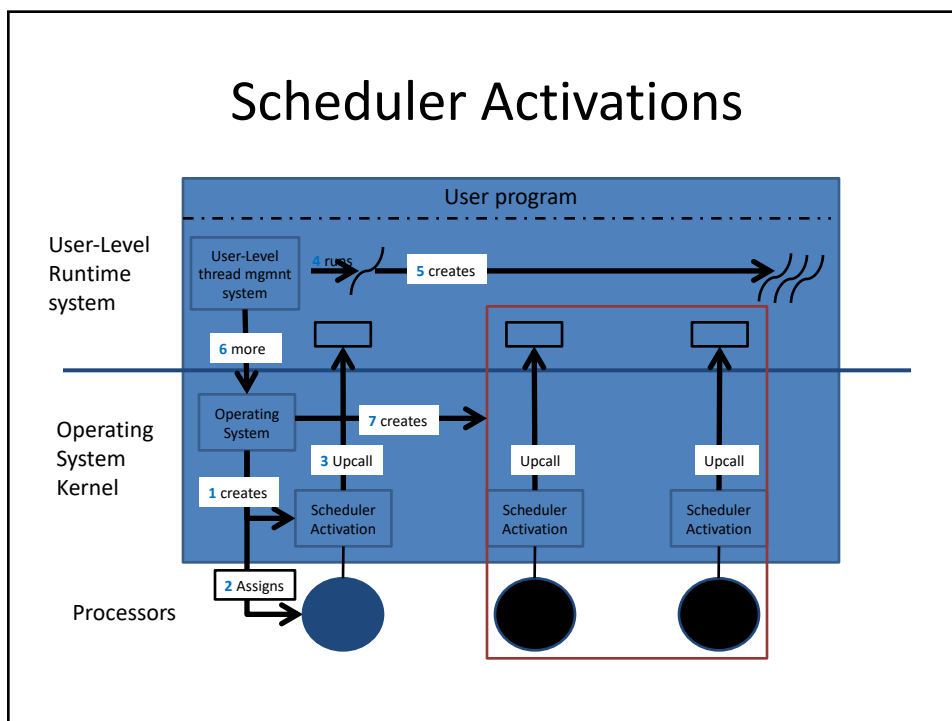 Scheduler Activations
User program
User-Level
Runtime
system
User-Level
thread mgmnt
system
4 runs
5 creates
6 more
Operating
System
Kernel
Operating
System
7 creates
3 Upcall
Upcall
Upcall
1 creates
Scheduler
Activation
Scheduler
Activation
Scheduler
Activation
2 Assigns
Processors